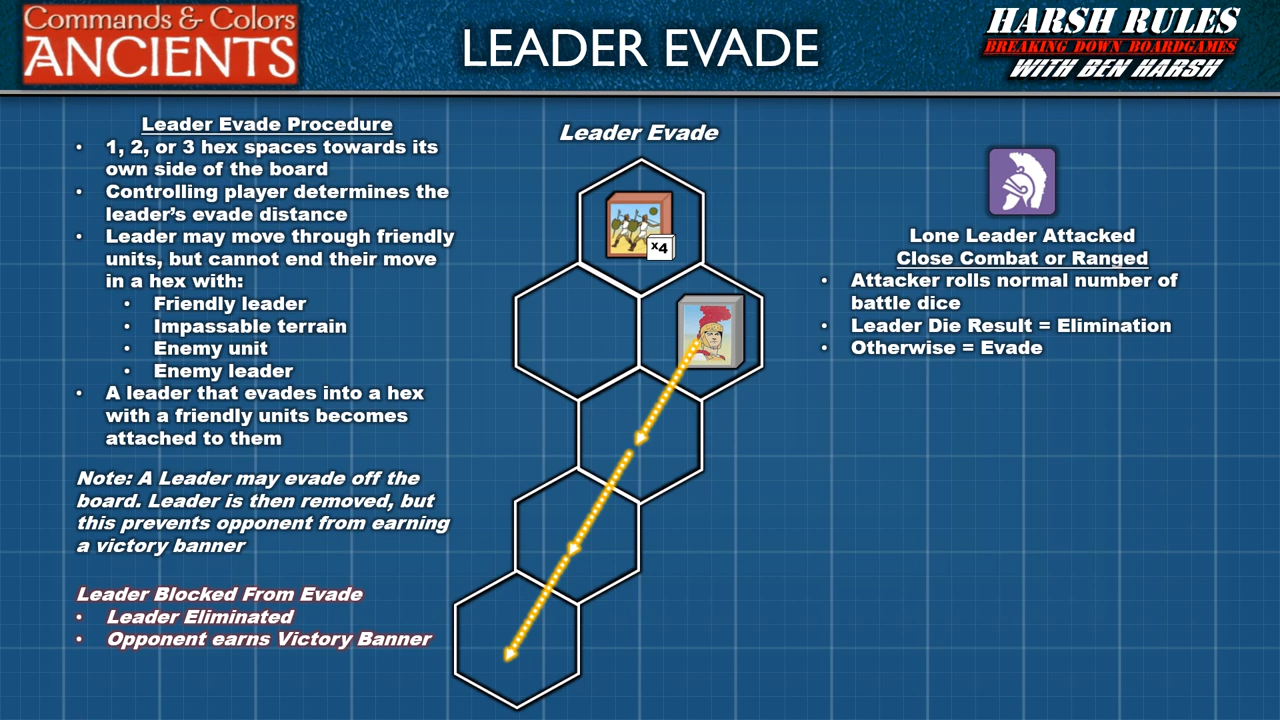 Commands & Colors
ANCIENTS
LEADER EVADE
HARSH RULES
BREAKING DOWN BOARDGAMES
WITH BEN HARSH
Leader Evade Procedure
• 1, 2, or 3 hex spaces towards its
own side of the board
• Controlling player determines the
leader's evade distance
• Leader may move through friendly
units, but cannot end their move
in a hex with:
• Friendly leader
• Impassable terrain
• Enemy unit
• Enemy leader
• A leader that evades into a hex
with a friendly units becomes
attached to them
Note: A Leader may evade off the
board. Leader is then removed, but
this prevents opponent from earning
a victory banner
Leader Blocked From Evade
• Leader Eliminated
• Opponent earns Victory Banner
Leader Evade
x4
Lone Leader Attacked
Close Combat or Ranged
• Attacker rolls normal number of
battle dice
• Leader Die Result = Elimination
• Otherwise = Evade